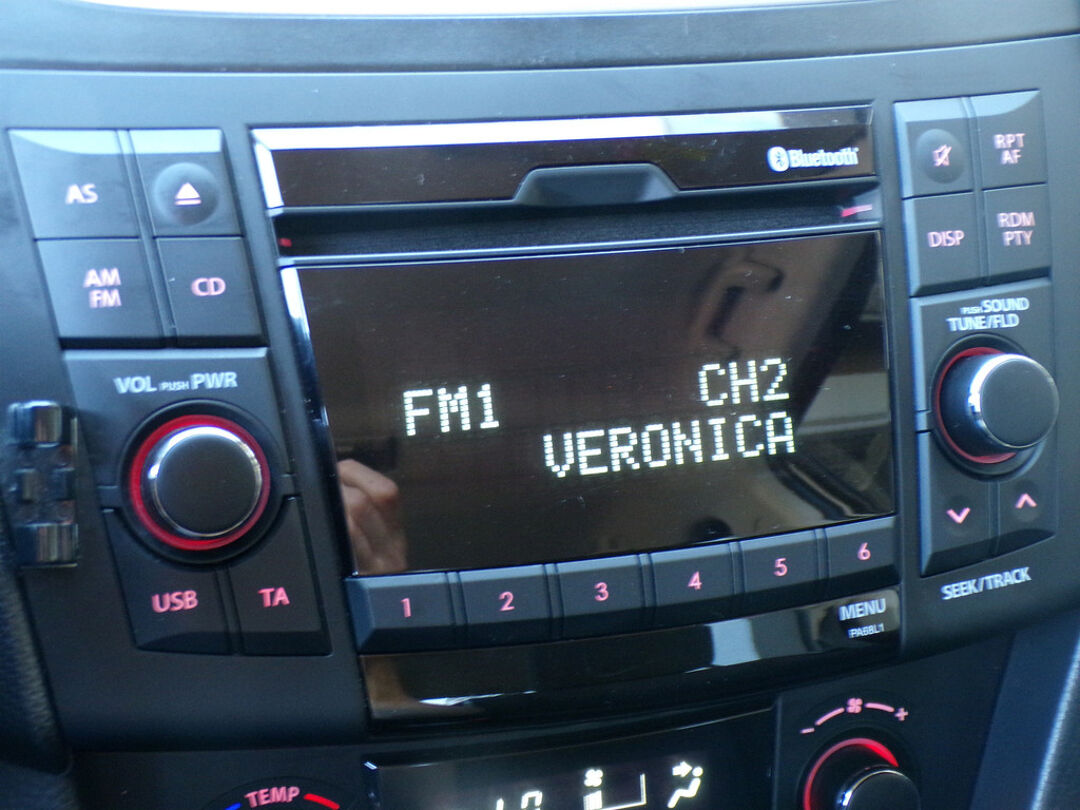 Bluetooth
AS
AM
FM
CD
RPT
AF
DISP
RDM
PTY
VOL PUSH PWR
PUSH SOUND
TUNE/FLD
FM1 CH2
VERONICA
USB
TA
1 2 3 4 5 6
MENU
SEEK/TRACK
TEMP
- +